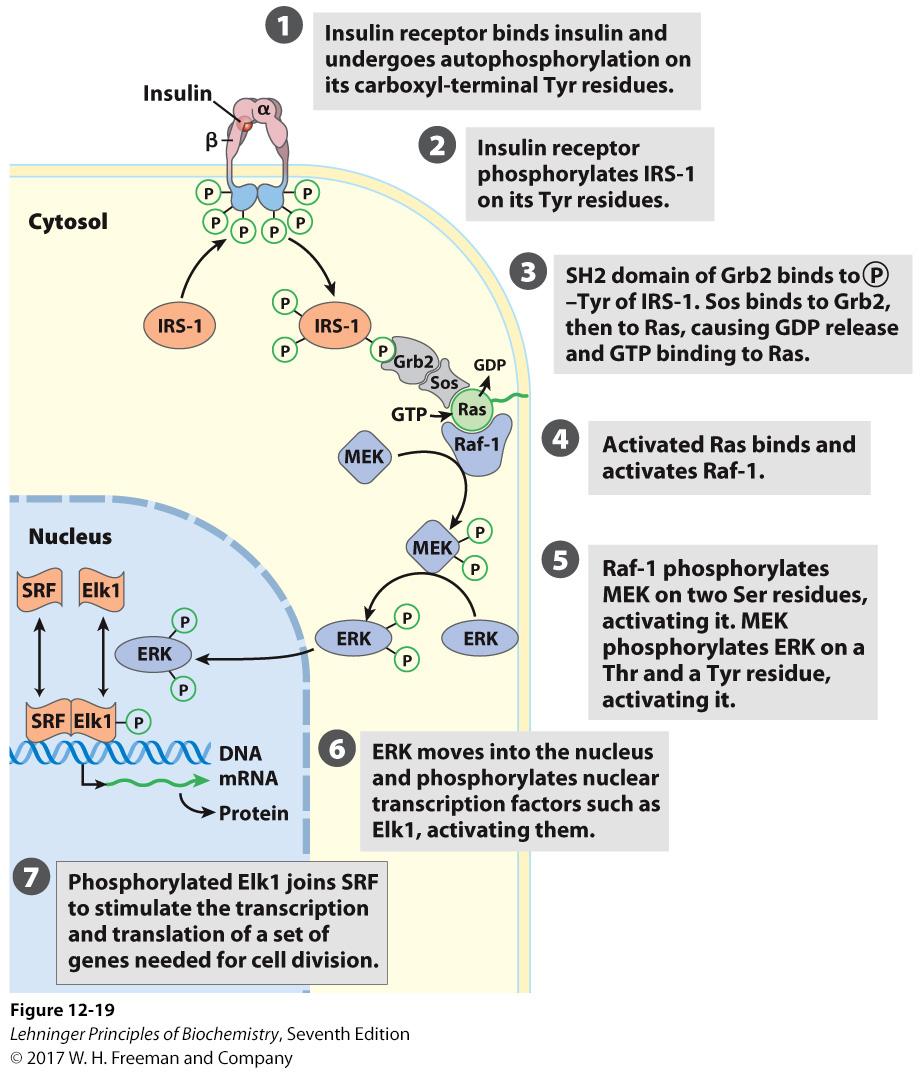 1
Insulin receptor binds insulin and
undergoes autophosphorylation on
its carboxyl-terminal Tyr residues.
Insulin
α
β
2
Insulin receptor
phosphorylates IRS-1
on its Tyr residues.
P
P
P
P
P
P
Cytosol
3
SH2 domain of Grb2 binds to P
–Tyr of IRS-1. Sos binds to Grb2,
then to Ras, causing GDP release
and GTP binding to Ras.
IRS-1
P
IRS-1
P
P
Grb2
Sos
GDP
GTP
Ras
Raf-1
MEK
4
Activated Ras binds and
activates Raf-1.
MEK
P
P
5
Raf-1 phosphorylates
MEK on two Ser residues,
activating it. MEK
phosphorylates ERK on a
Thr and a Tyr residue,
activating it.
Nucleus
SRF
Elk1
ERK
P
P
ERK
P
P
ERK
SRF
Elk1
P
DNA
mRNA
Protein
6
ERK moves into the nucleus
and phosphorylates nuclear
transcription factors such as
Elk1, activating them.
7
Phosphorylated Elk1 joins SRF
to stimulate the transcription
and translation of a set of
genes needed for cell division.
Figure 12-19
Lehninger Principles of Biochemistry, Seventh Edition
© 2017 W. H. Freeman and Company